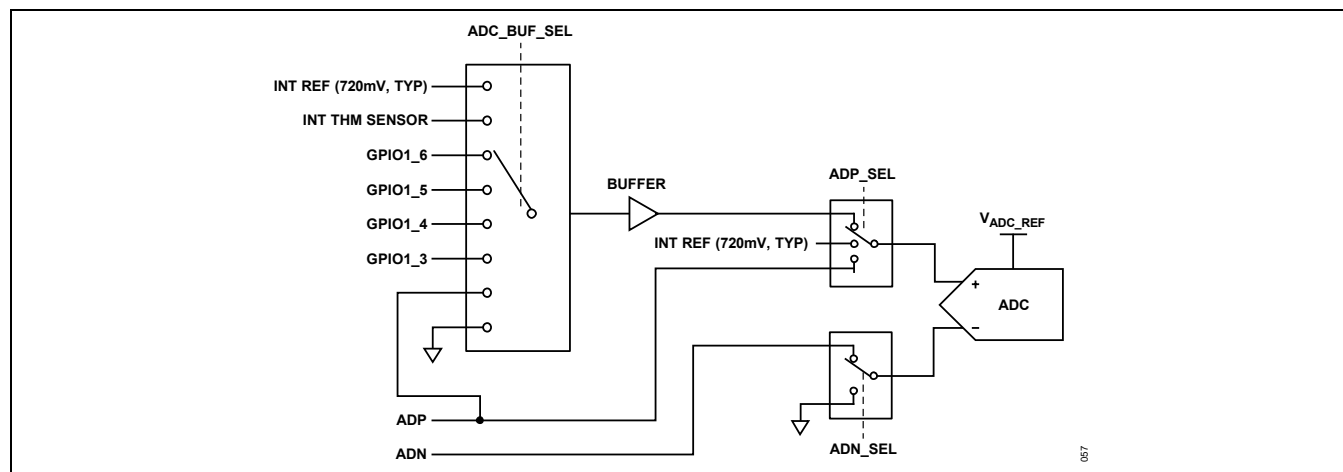 ADC_BUF_SEL
INT REF (720mV, TYP)
INT THM SENSOR
GPIO1_6
GPIO1_5
GPIO1_4
GPIO1_3
BUFFER
ADP_SEL
INT REF (720mV, TYP)
VADC_REF
+
ADC
−
ADP
ADN
ADN_SEL
057